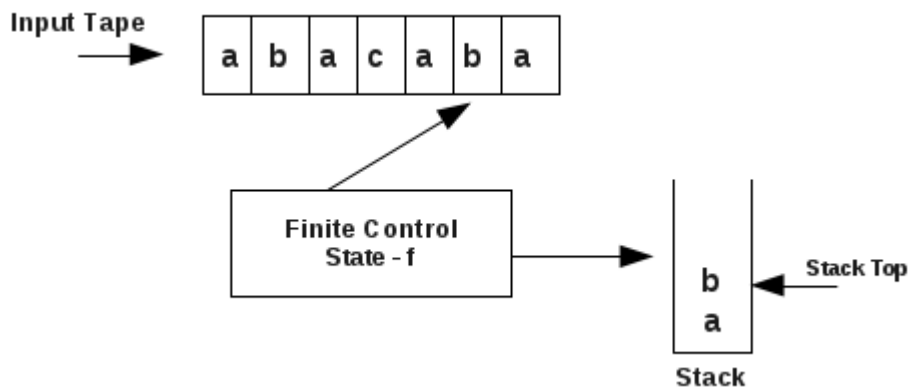 Input Tape
a b a c a b a
Finite Control
State - f
Stack Top
b
a
Stack